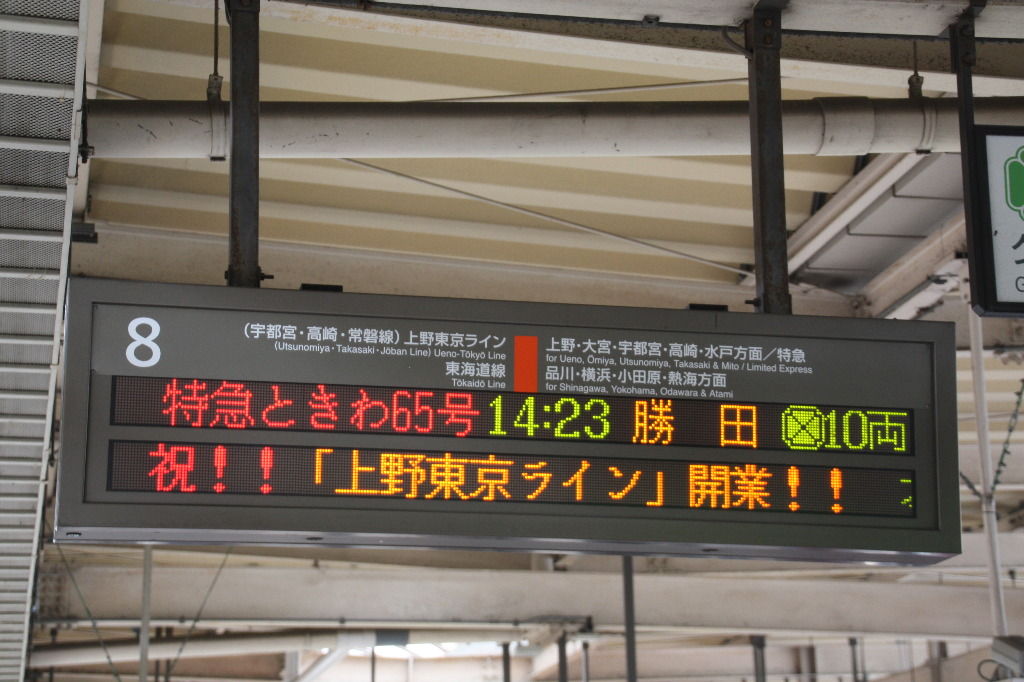 8
(宇都宮・高崎・常磐線)上野東京ライン
(Utsunomiya・Takasaki・Jōban Line) Ueno-Tōkyō Line
東海道線
Tōkaidō Line
上野・大宮・宇都宮・高崎・水戸方面／特急
for Ueno, Ōmiya, Utsunomiya, Takasaki & Mito / Limited Express
品川・横浜・小田原・熱海方面
for Shinagawa, Yokohama, Odawara & Atami
特急ときわ65号 14:23 勝 田 10両
祝！！「上野東京ライン」開業！！